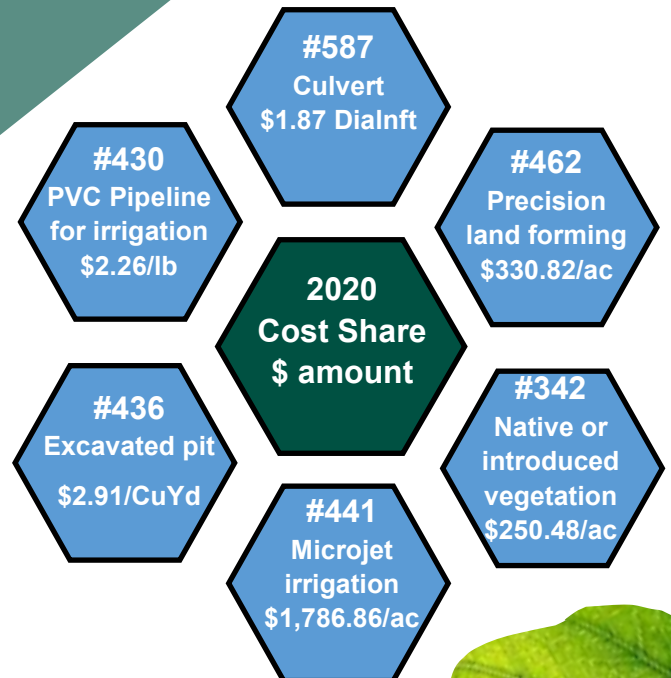 #587
Culvert
$1.87 DiaInft
#430
PVC Pipeline
for irrigation
$2.26/lb
#462
Precision
land forming
$330.82/ac
2020
Cost Share
$ amount
#436
Excavated pit
$2.91/CuYd
#342
Native or
introduced
vegetation
$250.48/ac
#441
Microjet
irrigation
$1,786.86/ac